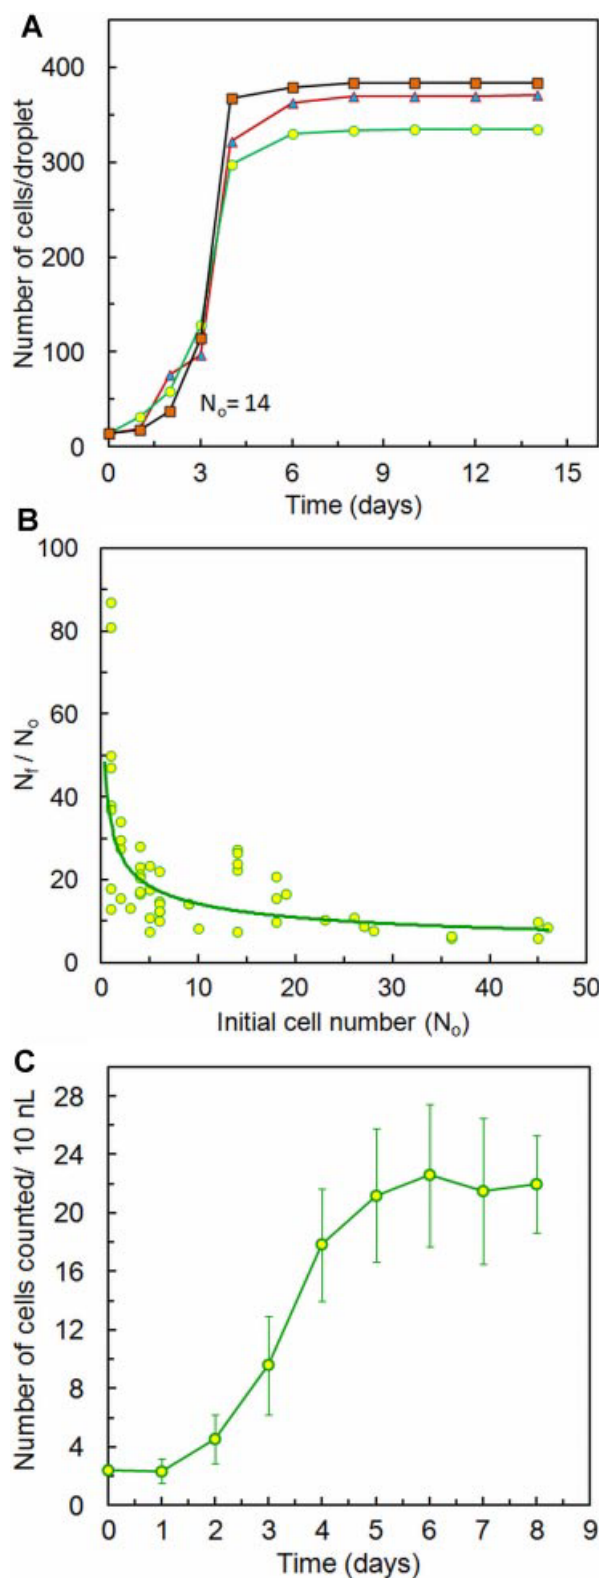 A
400
300
200
100
0
Number of cells/droplet
Nₒ= 14
0 3 6 9 12 15
Time (days)
B
100
80
60
40
20
0
N_f / Nₒ
0 10 20 30 40 50
Initial cell number (Nₒ)
C
28
24
20
16
12
8
4
0
Number of cells counted/ 10 nL
0 1 2 3 4 5 6 7 8 9
Time (days)